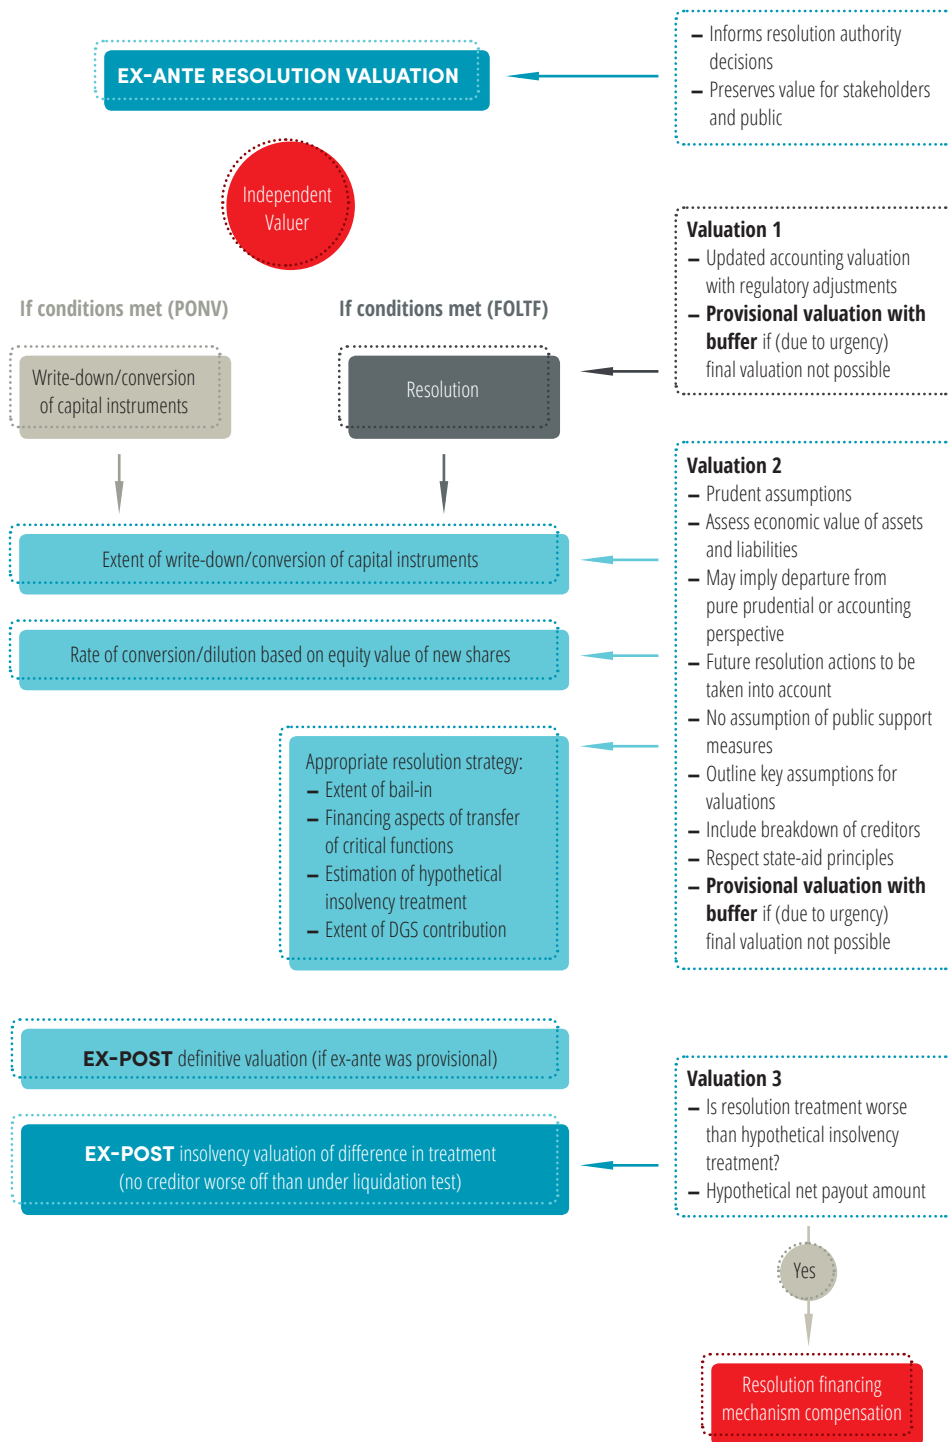 EX-ANTE RESOLUTION VALUATION
– Informs resolution authority
decisions
– Preserves value for stakeholders
and public
Independent
Valuer
If conditions met (PONV)
If conditions met (FOLTF)
Write-down/conversion
of capital instruments
Resolution
Valuation 1
– Updated accounting valuation
with regulatory adjustments
– Provisional valuation with
buffer if (due to urgency)
final valuation not possible
Extent of write-down/conversion of capital instruments
Rate of conversion/dilution based on equity value of new shares
Appropriate resolution strategy:
– Extent of bail-in
– Financing aspects of transfer
of critical functions
– Estimation of hypothetical
insolvency treatment
– Extent of DGS contribution
Valuation 2
– Prudent assumptions
– Assess economic value of assets
and liabilities
– May imply departure from
pure prudential or accounting
perspective
– Future resolution actions to be
taken into account
– No assumption of public support
measures
– Outline key assumptions for
valuations
– Include breakdown of creditors
– Respect state-aid principles
– Provisional valuation with
buffer if (due to urgency)
final valuation not possible
EX-POST definitive valuation (if ex-ante was provisional)
EX-POST insolvency valuation of difference in treatment
(no creditor worse off than under liquidation test)
Valuation 3
– Is resolution treatment worse
than hypothetical insolvency
treatment?
– Hypothetical net payout amount
Yes
Resolution financing
mechanism compensation